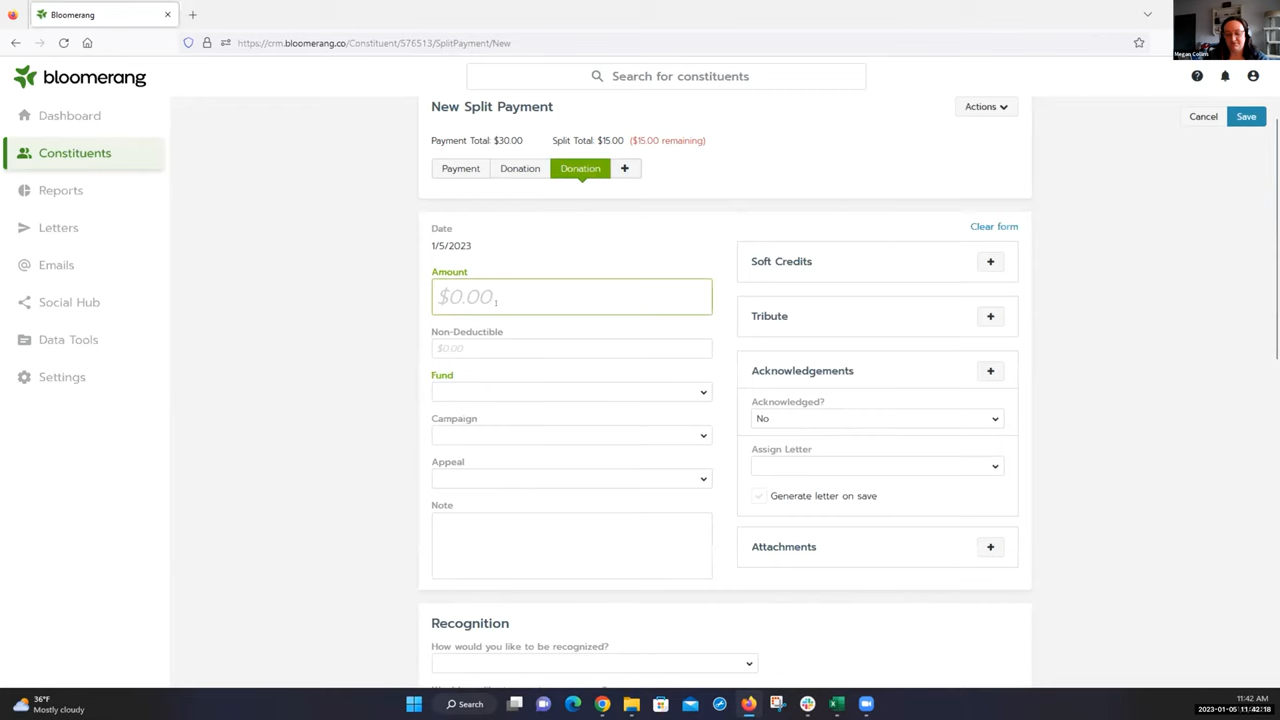 Bloomerang
https://crm.bloomerang.co/Constituent/576513/SplitPayment/New
Megan Collins
bloomerang
Search for constituents
Dashboard
Constituents
Reports
Letters
Emails
Social Hub
Data Tools
Settings
New Split Payment
Actions
Cancel
Save
Payment Total: $30.00 Split Total: $15.00 ($15.00 remaining)
Payment
Donation
Donation
Date
1/5/2023
Clear form
Amount
$0.00
Non-Deductible
$0.00
Fund
Campaign
Appeal
Note
Soft Credits
Tribute
Acknowledgements
Acknowledged?
No
Assign Letter
Generate letter on save
Attachments
Recognition
How would you like to be recognized?
36°F
Mostly cloudy
Search
11:42 AM
2023-01-05 11:42:18